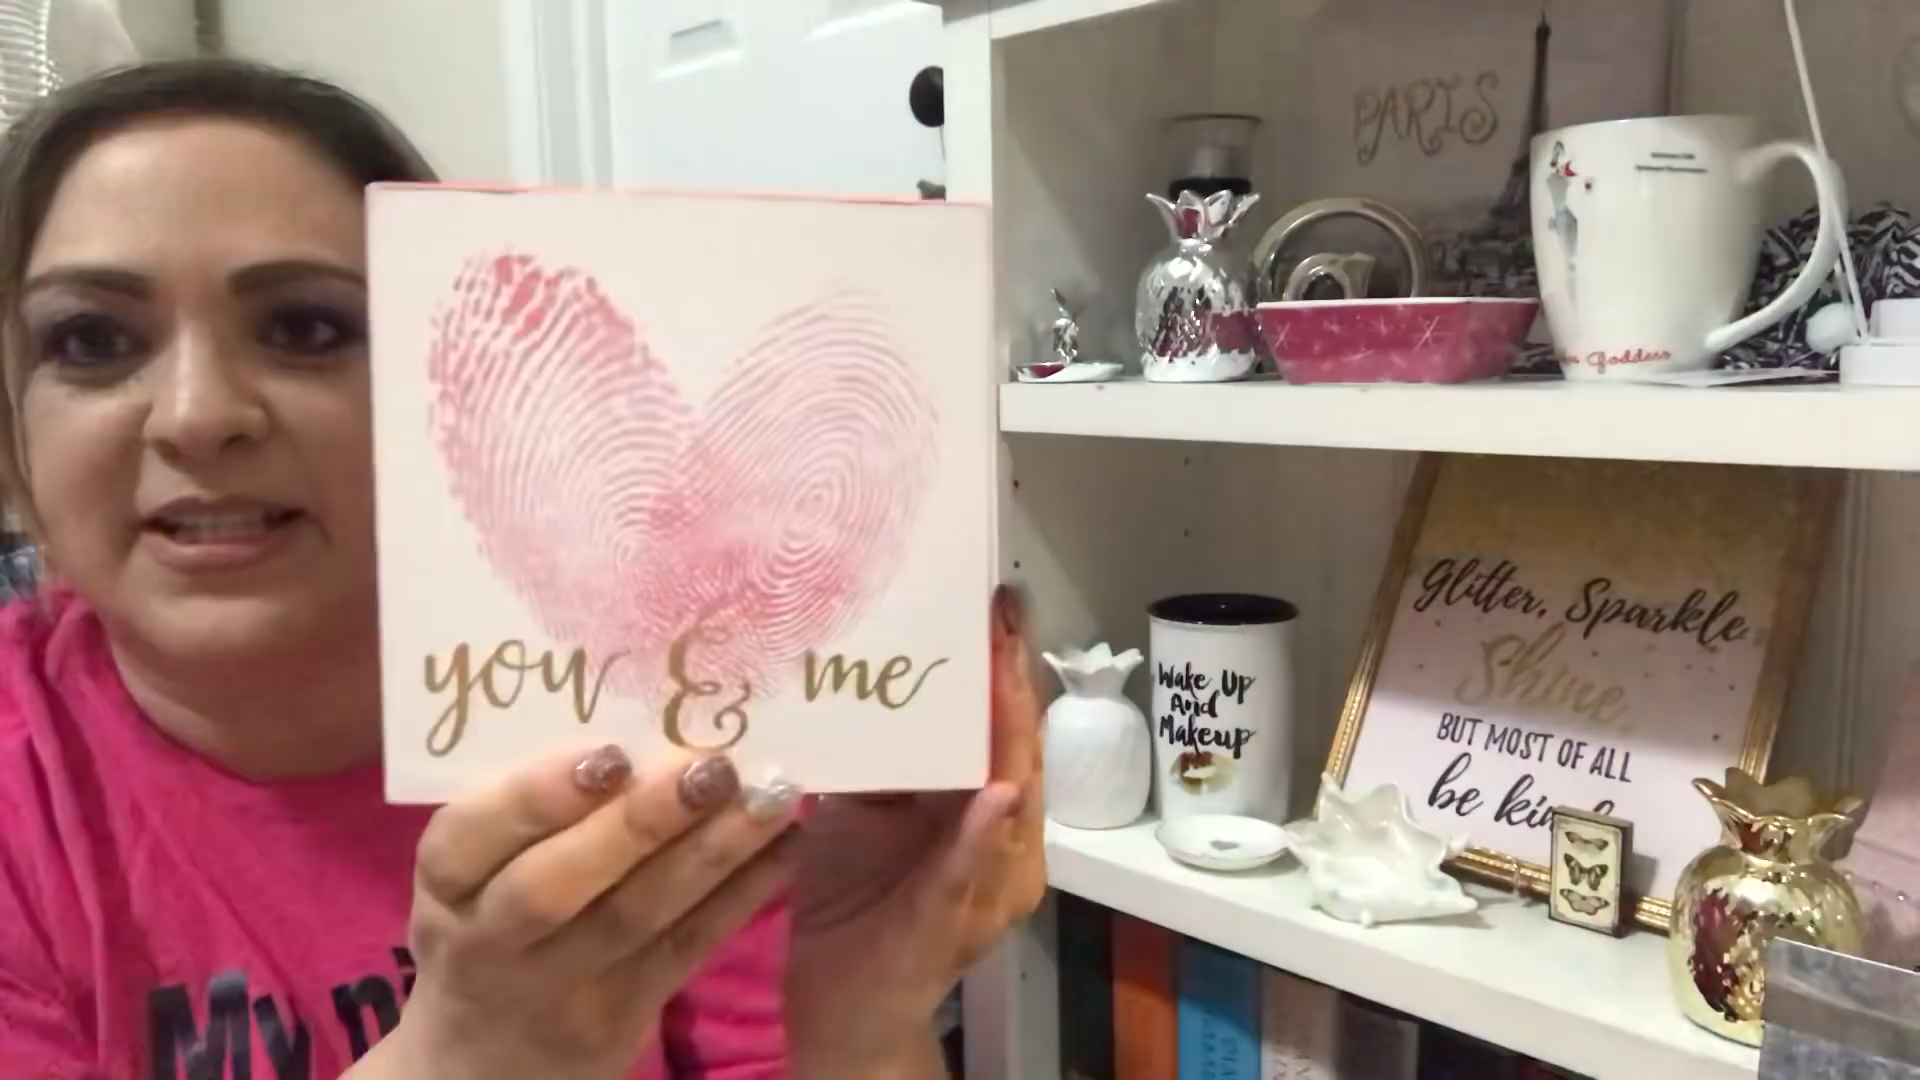 you & me
PARIS
Goddess
Wake Up
And
Makeup
Glitter, Sparkle
Shine,
BUT MOST OF ALL
be kin
My